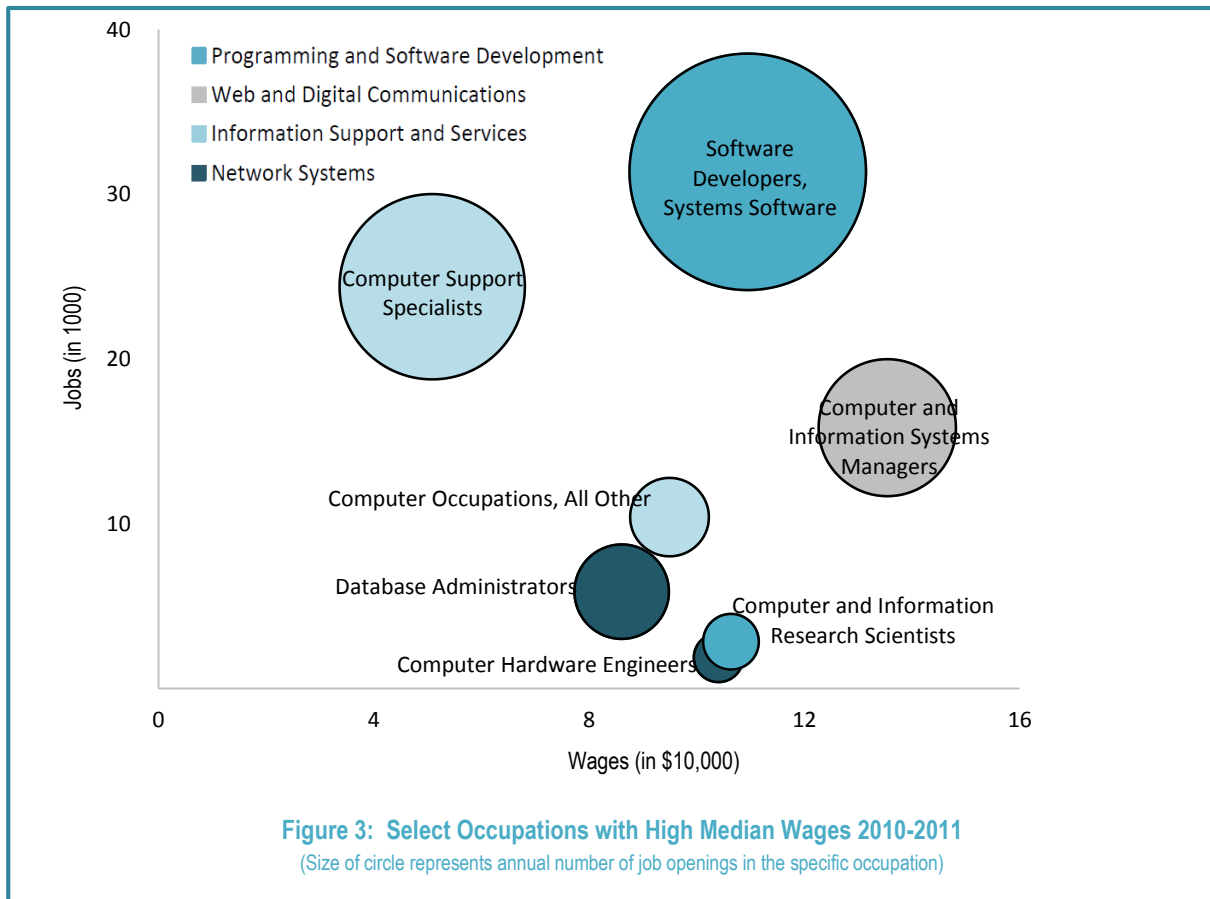 40
Programming and Software Development
Web and Digital Communications
Information Support and Services
Network Systems
Software
Developers,
Systems Software
30
Computer Support
Specialists
Jobs (in 1000)
20
Computer and
Information Systems
Managers
Computer Occupations, All Other
10
Database Administrators
Computer and Information
Research Scientists
Computer Hardware Engineers
0 4 8 12 16
Wages (in $10,000)
Figure 3: Select Occupations with High Median Wages 2010-2011
(Size of circle represents annual number of job openings in the specific occupation)